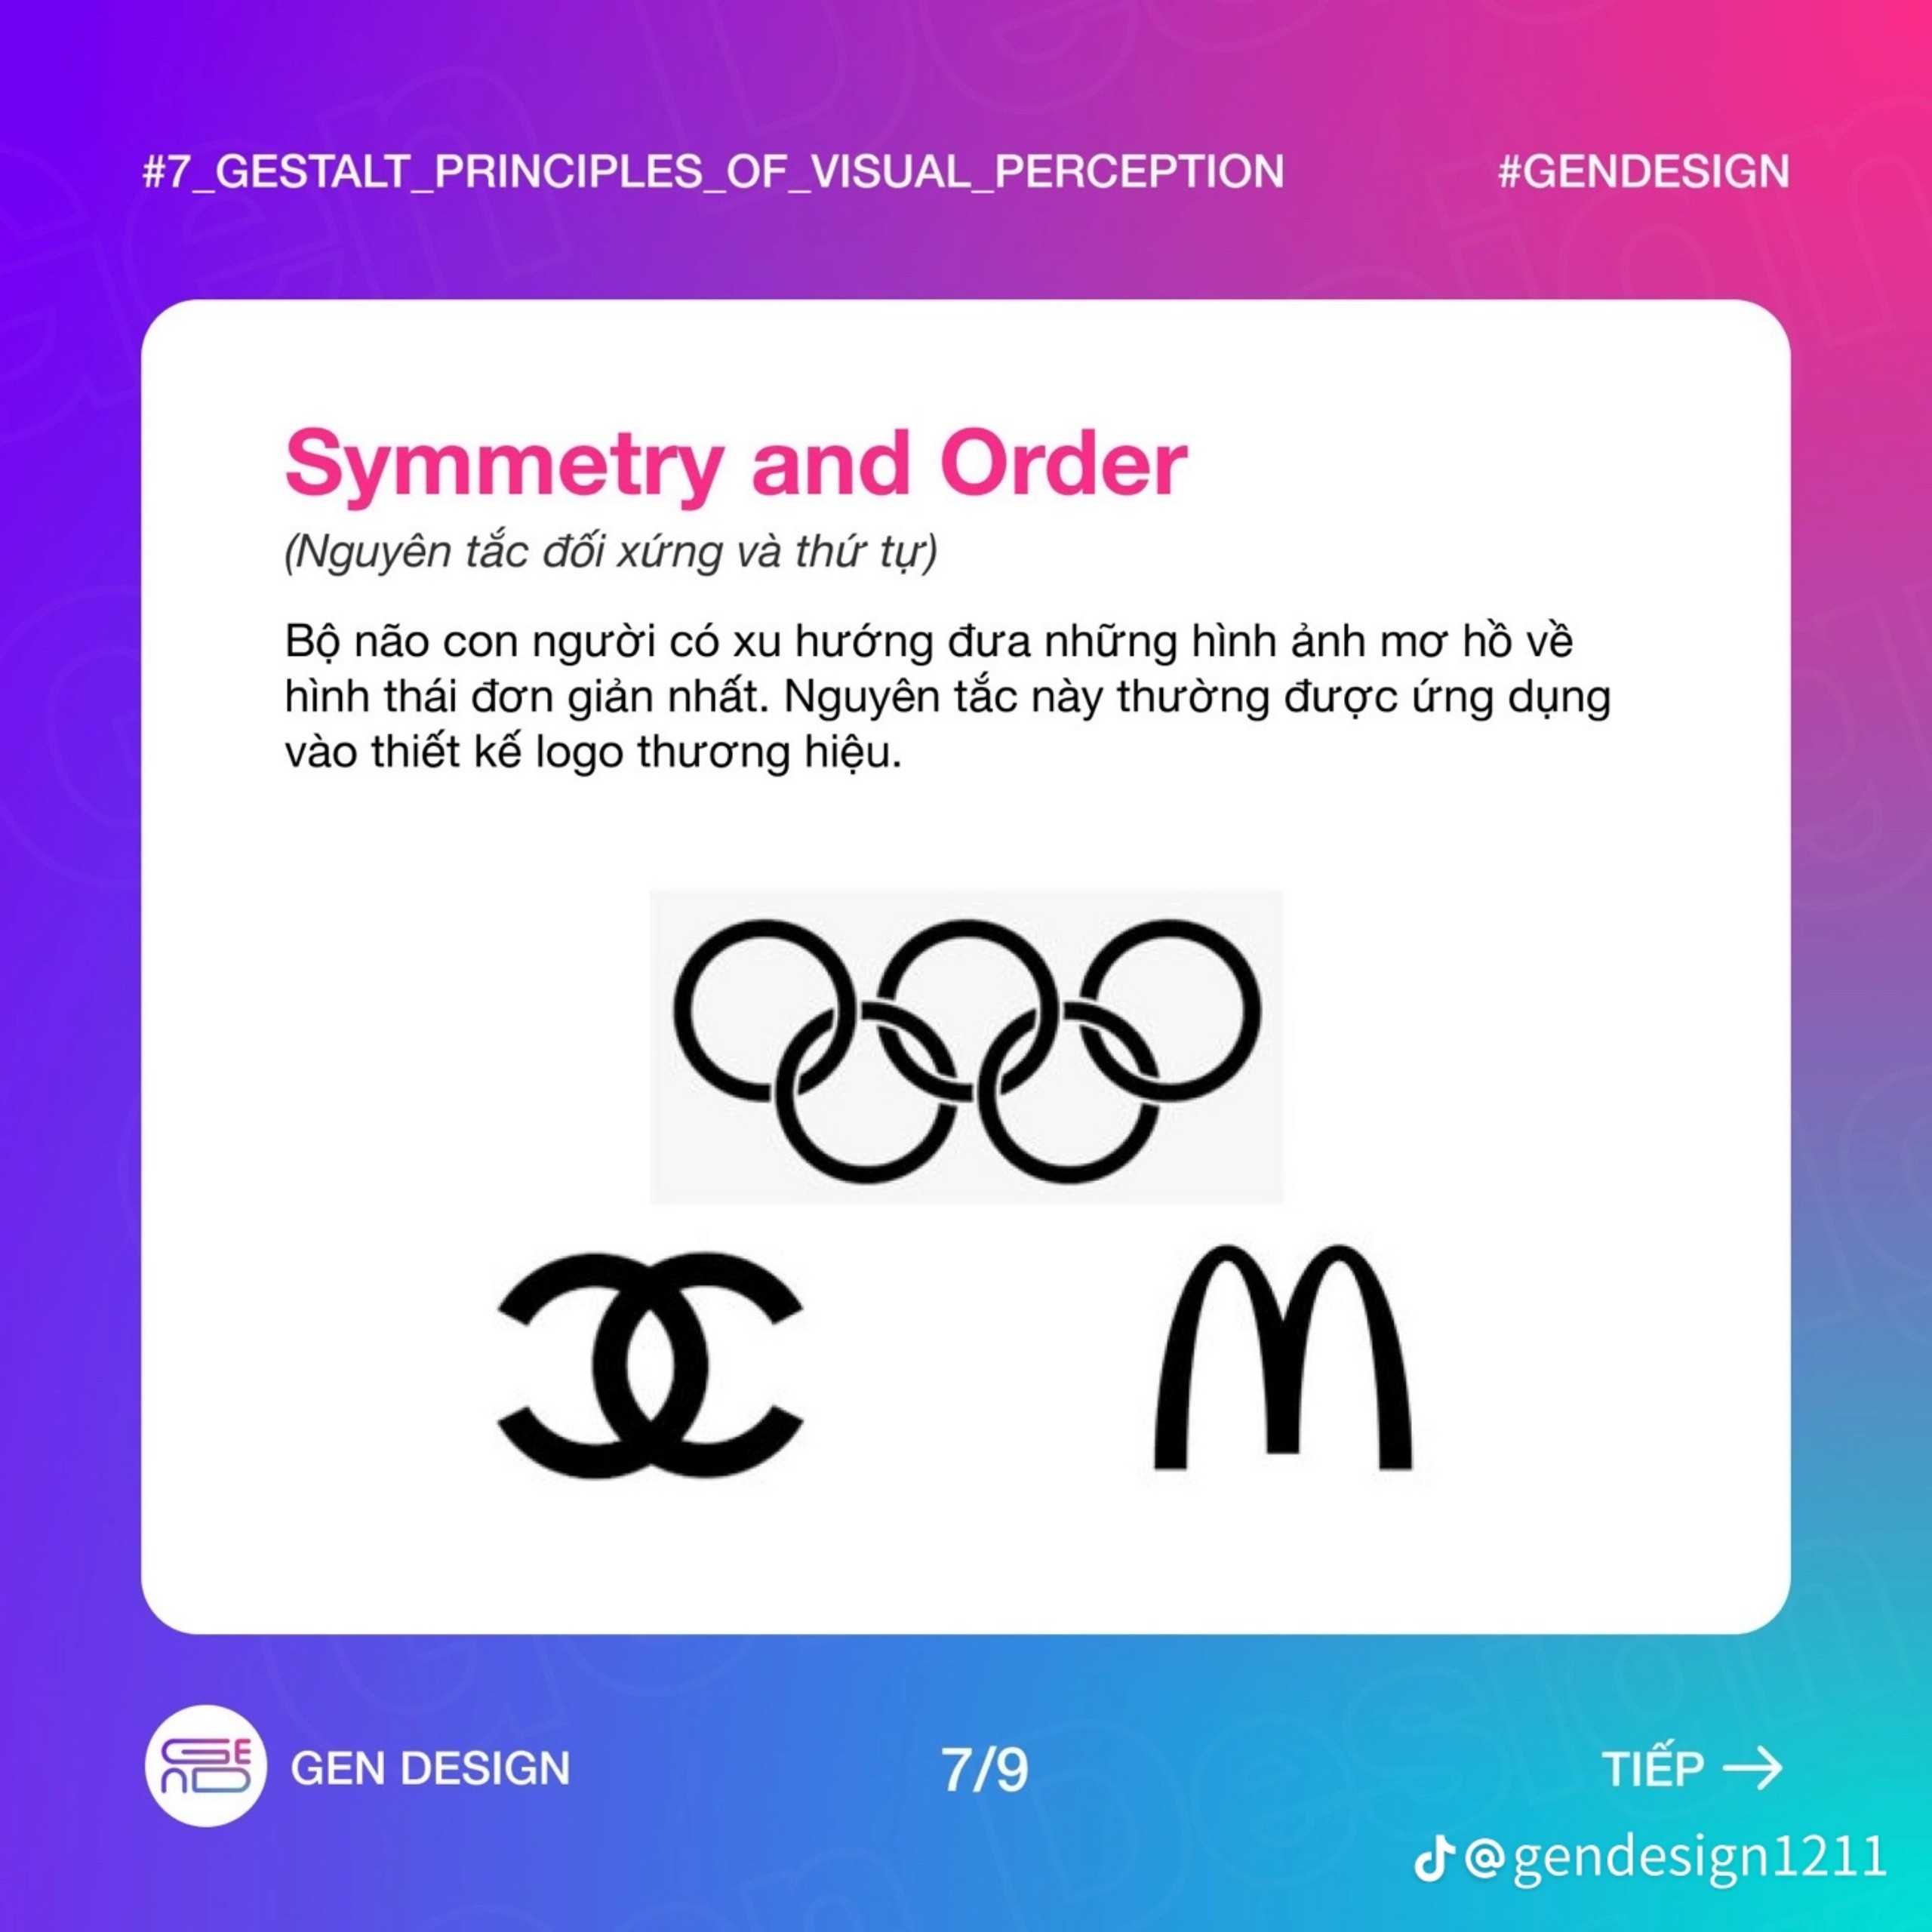 #7_GESTALT_PRINCIPLES_OF_VISUAL_PERCEPTION #GENDESIGN
Symmetry and Order
(Nguyên tắc đối xứng và thứ tự)
Bộ não con người có xu hướng đưa những hình ảnh mơ hồ về
hình thái đơn giản nhất. Nguyên tắc này thường được ứng dụng
vào thiết kế logo thương hiệu.
GEN DESIGN 7/9 TIẾP →
@gendesign1211